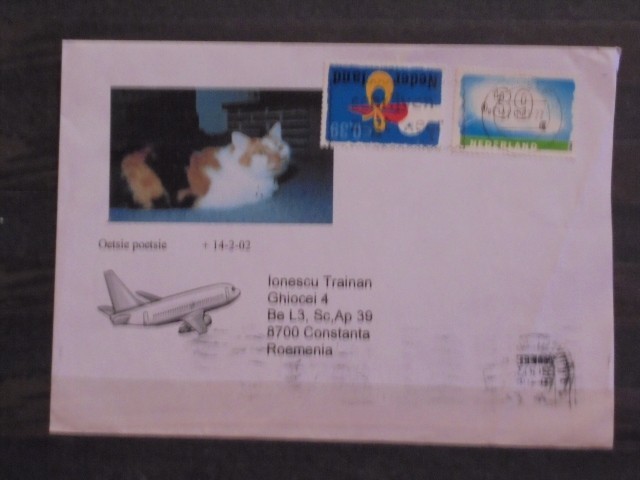 Nederland
€0,39
39
NEDERLAND
Oetsie poetsie + 14-2-02
Ionescu Trainan
Ghiocei 4
Be L3, Sc,Ap 39
8700 Constanta
Roemenia